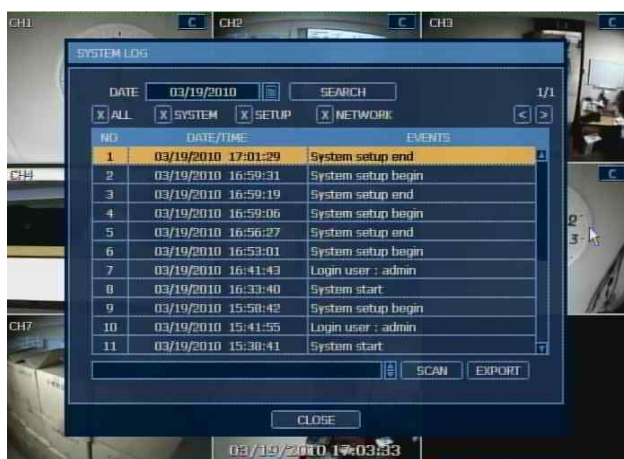 CH1 C CH2 C CH3 C
SYSTEM LOG
DATE 03/19/2010 SEARCH 1/1
X ALL X SYSTEM X SETUP X NETWORK < >
NO DATE/TIME EVENTS
1 03/19/2010 17:01:29 System setup end
2 03/19/2010 16:59:31 System setup begin
3 03/19/2010 16:59:19 System setup end
4 03/19/2010 16:59:06 System setup begin
5 03/19/2010 16:56:27 System setup end
6 03/19/2010 16:53:01 System setup begin
7 03/19/2010 16:41:43 Login user : admin
8 03/19/2010 16:33:40 System start
9 03/19/2010 15:50:42 System setup begin
10 03/19/2010 15:41:55 Login user : admin
11 03/19/2010 15:38:41 System start
CH4 C
2
3
CH7
SCAN EXPORT
CLOSE
03/19/2010 17:03:33